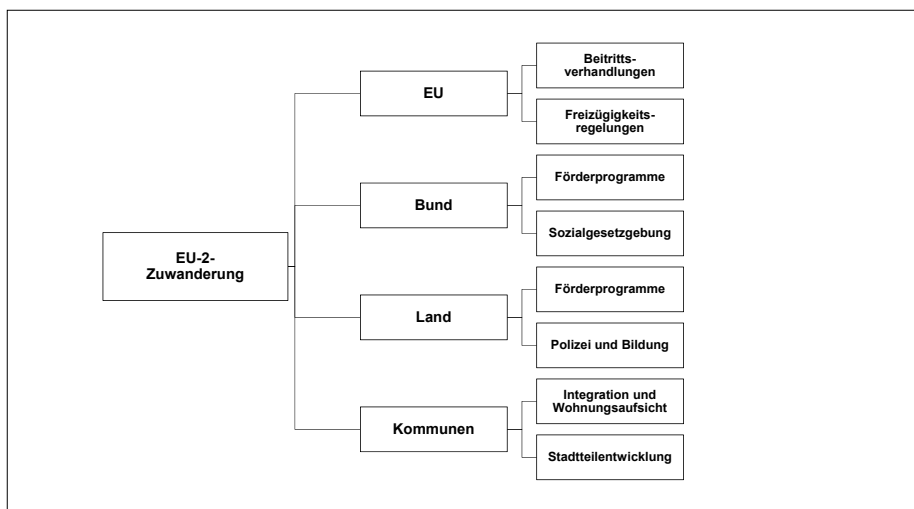 EU-2-
Zuwanderung
EU
Beitritts-
verhandlungen
Freizügigkeits-
regelungen
Bund
Förderprogramme
Sozialgesetzgebung
Land
Förderprogramme
Polizei und Bildung
Kommunen
Integration und
Wohnungsaufsicht
Stadtteilentwicklung